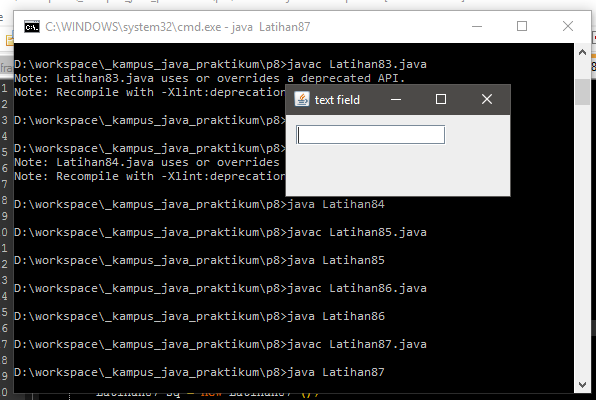 C:\WINDOWS\system32\cmd.exe - java  Latihan87
D:\workspace\_kampus_java_praktikum\p8>javac Latihan83.java
Note: Latihan83.java uses or overrides a deprecated API.
Note: Recompile with -Xlint:deprecation
text field
D:\workspace\_kampus_java_praktikum\p8>
D:\workspace\_kampus_java_praktikum\p8>
Note: Latihan84.java uses or overrides
Note: Recompile with -Xlint:deprecation
D:\workspace\_kampus_java_praktikum\p8>java Latihan84
D:\workspace\_kampus_java_praktikum\p8>javac Latihan85.java
D:\workspace\_kampus_java_praktikum\p8>java Latihan85
D:\workspace\_kampus_java_praktikum\p8>javac Latihan86.java
D:\workspace\_kampus_java_praktikum\p8>java Latihan86
D:\workspace\_kampus_java_praktikum\p8>javac Latihan87.java
D:\workspace\_kampus_java_praktikum\p8>java Latihan87